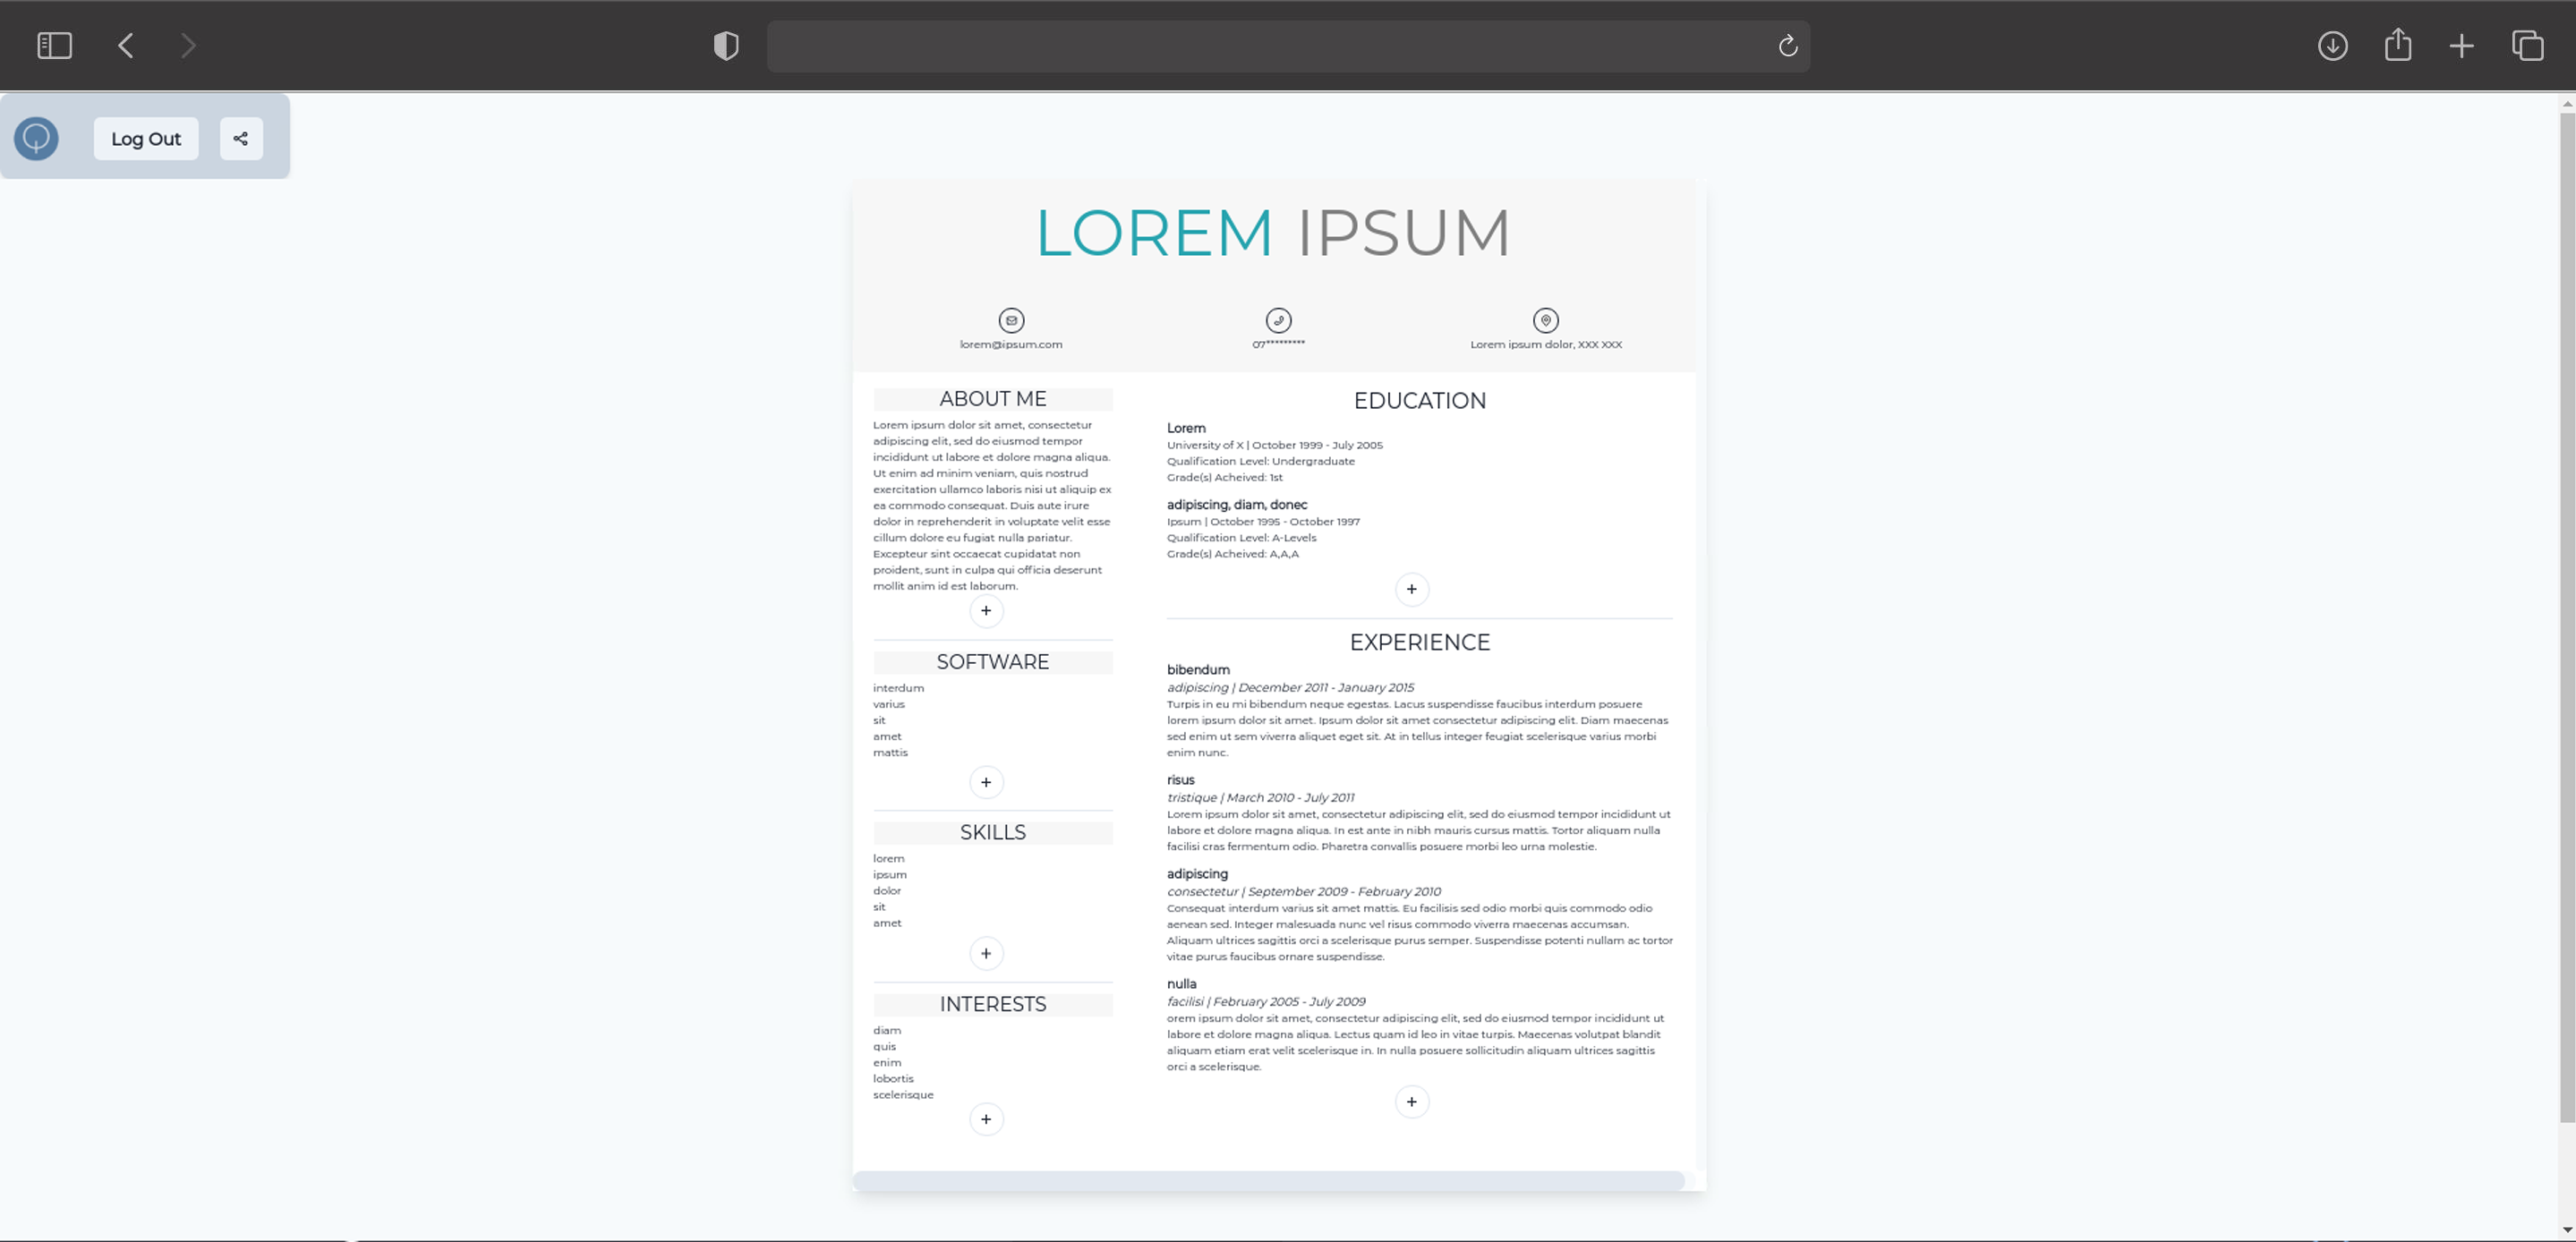 Log Out
LOREM IPSUM
lorem@ipsum.com
07*********
Lorem ipsum dolor, XXX XXX
ABOUT ME
Lorem ipsum dolor sit amet, consectetur
adipiscing elit, sed do eiusmod tempor
incididunt ut labore et dolore magna aliqua.
Ut enim ad minim veniam, quis nostrud
exercitation ullamco laboris nisi ut aliquip ex
ea commodo consequat. Duis aute irure
dolor in reprehenderit in voluptate velit esse
cillum dolore eu fugiat nulla pariatur.
Excepteur sint occaecat cupidatat non
proident, sunt in culpa qui officia deserunt
mollit anim id est laborum.
+
SOFTWARE
interdum
varius
sit
amet
mattis
+
SKILLS
lorem
ipsum
dolor
sit
amet
+
INTERESTS
diam
quis
enim
lobortis
scelerisque
+
EDUCATION
Lorem
University of X | October 1999 - July 2005
Qualification Level: Undergraduate
Grade(s) Acheived: 1st
adipiscing, diam, donec
Ipsum | October 1995 - October 1997
Qualification Level: A-Levels
Grade(s) Acheived: A,A,A
+
EXPERIENCE
bibendum
adipiscing | December 2011 - January 2015
Turpis in eu mi bibendum neque egestas. Lacus suspendisse faucibus interdum posuere
lorem ipsum dolor sit amet. Ipsum dolor sit amet consectetur adipiscing elit. Diam maecenas
sed enim ut sem viverra aliquet eget sit. At in tellus integer feugiat scelerisque varius morbi
enim nunc.
risus
tristique | March 2010 - July 2011
Lorem ipsum dolor sit amet, consectetur adipiscing elit, sed do eiusmod tempor incididunt ut
labore et dolore magna aliqua. In est ante in nibh mauris cursus mattis. Tortor aliquam nulla
facilisi cras fermentum odio. Pharetra convallis posuere morbi leo urna molestie.
adipiscing
consectetur | September 2009 - February 2010
Consequat interdum varius sit amet mattis. Eu facilisis sed odio morbi quis commodo odio
aenean sed. Integer malesuada nunc vel risus commodo viverra maecenas accumsan.
Aliquam ultrices sagittis orci a scelerisque purus semper. Suspendisse potenti nullam ac tortor
vitae purus faucibus ornare suspendisse.
nulla
facilisi | February 2005 - July 2009
orem ipsum dolor sit amet, consectetur adipiscing elit, sed do eiusmod tempor incididunt ut
labore et dolore magna aliqua. Lectus quam id leo in vitae turpis. Maecenas volutpat blandit
aliquam etiam erat velit scelerisque in. In nulla posuere sollicitudin aliquam ultrices sagittis
orci a scelerisque.
+